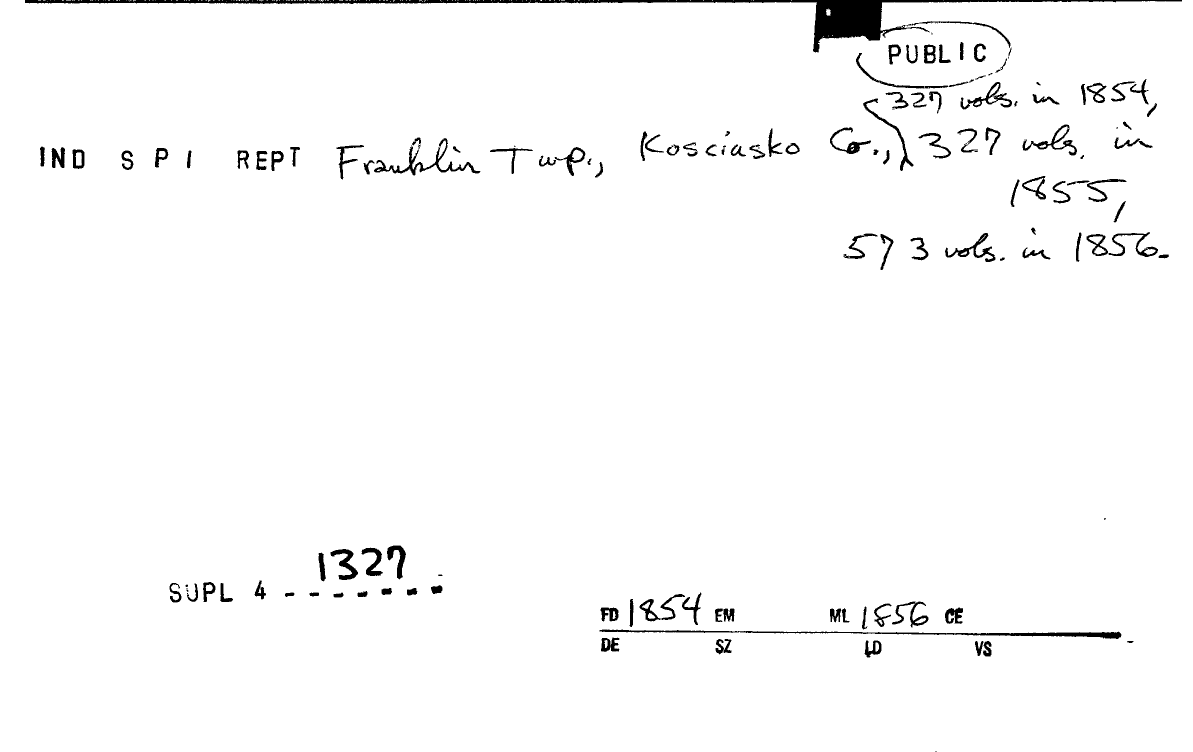 PUBLIC
327 vols. in 1854,
IND S P I REPT Franklin Twp., Kosciasko Co., 327 vols. in
1855,
573 vols. in 1856.
1327
SUPL 4 -------
FD 1854 EM ML 1856 CE
DE SZ LD VS